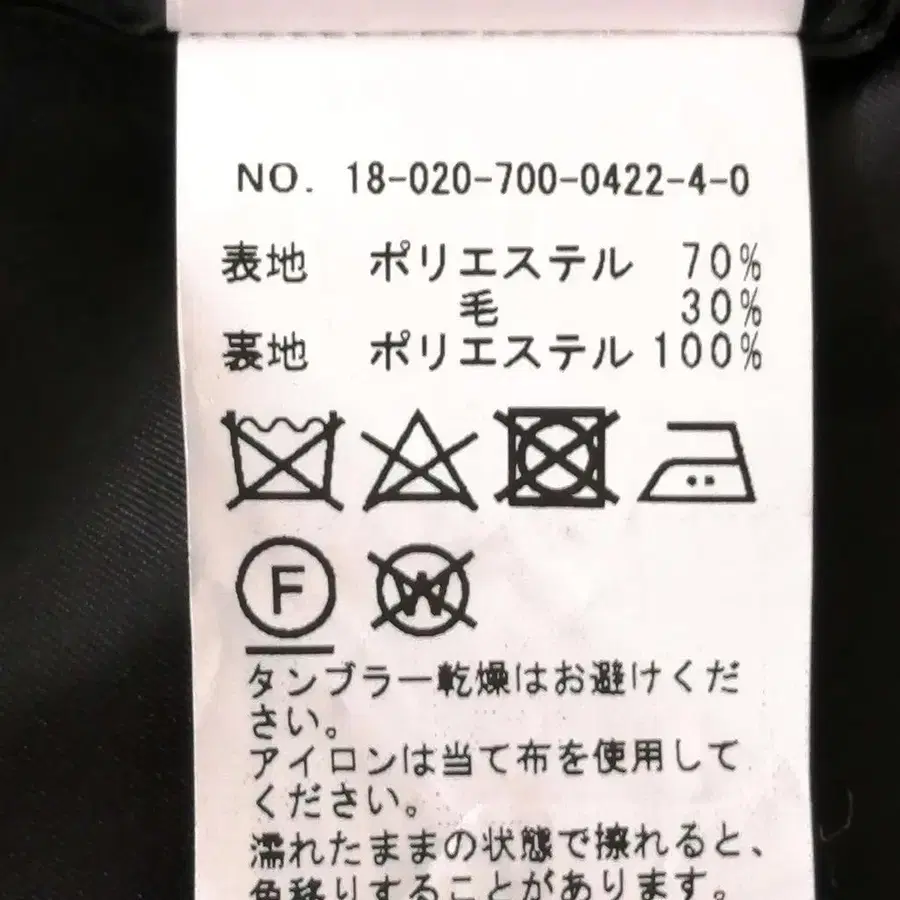 NO. 18-020-700-0422-4-0
表地 ポリエステル 70%
毛 30%
裏地 ポリエステル 100%
F W
タンブラー乾燥はお避けくだ
さい。
アイロンは当て布を使用して
ください。
濡れたままの状態で擦れると、
色移りすることがあります。